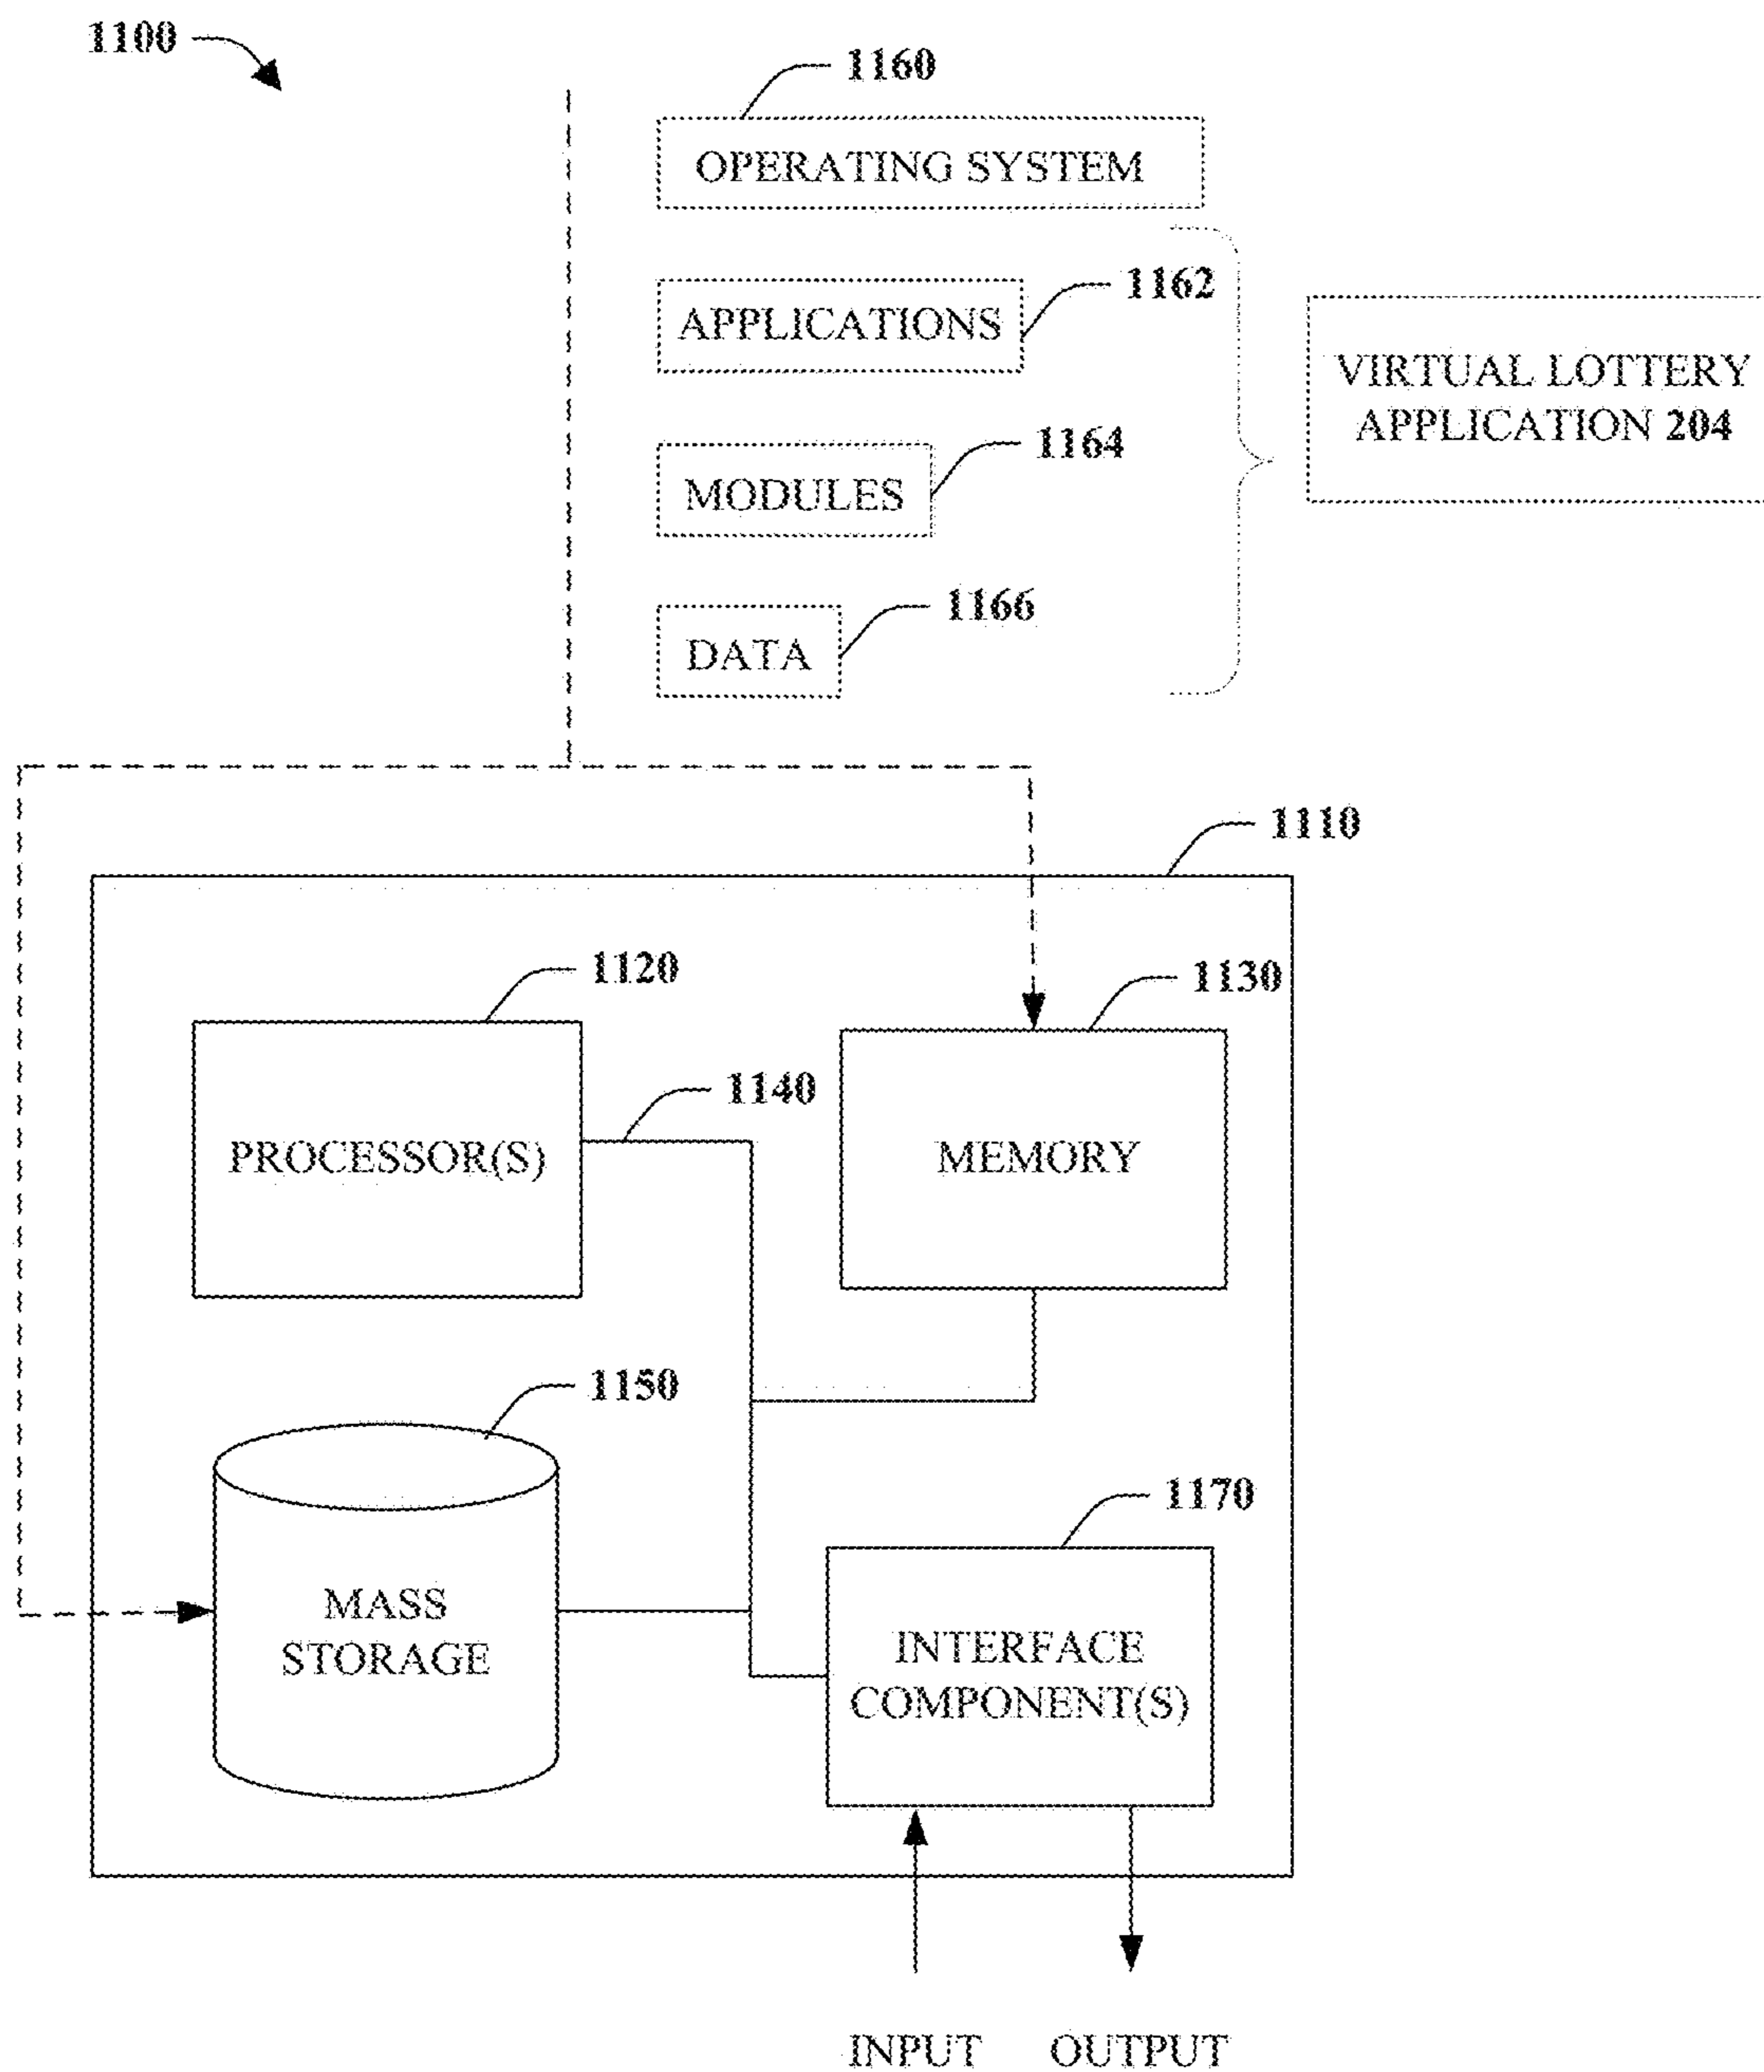 1100
1160
OPERATING SYSTEM
1162
APPLICATIONS
VIRTUAL LOTTERY
APPLICATION 204
1164
MODULES
1166
DATA
1110
1120
1130
1140
PROCESSOR(S)
MEMORY
1150
1170
MASS
STORAGE
INTERFACE
COMPONENT(S)
INPUT
OUTPUT